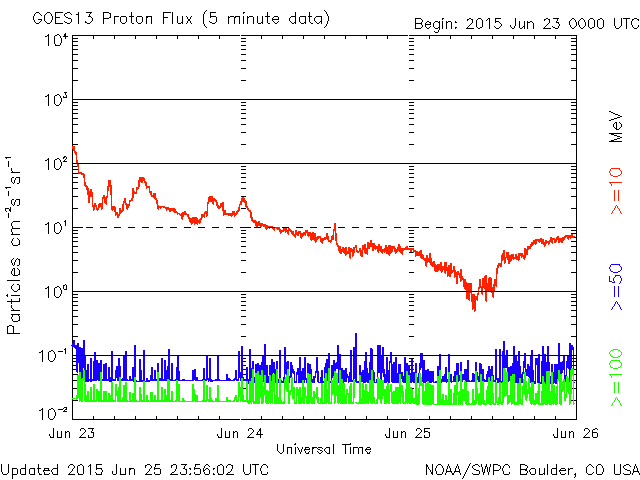 GOES13 Proton Flux (5 minute data)
Begin: 2015 Jun 23 0000 UTC
10⁴
10³
10²
10¹
10⁰
10⁻¹
10⁻²
Particles cm⁻²s⁻¹sr⁻¹
>=10 MeV
>=50
>=100
Jun 23
Jun 24
Jun 25
Jun 26
Universal Time
Updated 2015 Jun 25 23:56:02 UTC
NOAA/SWPC Boulder, CO USA